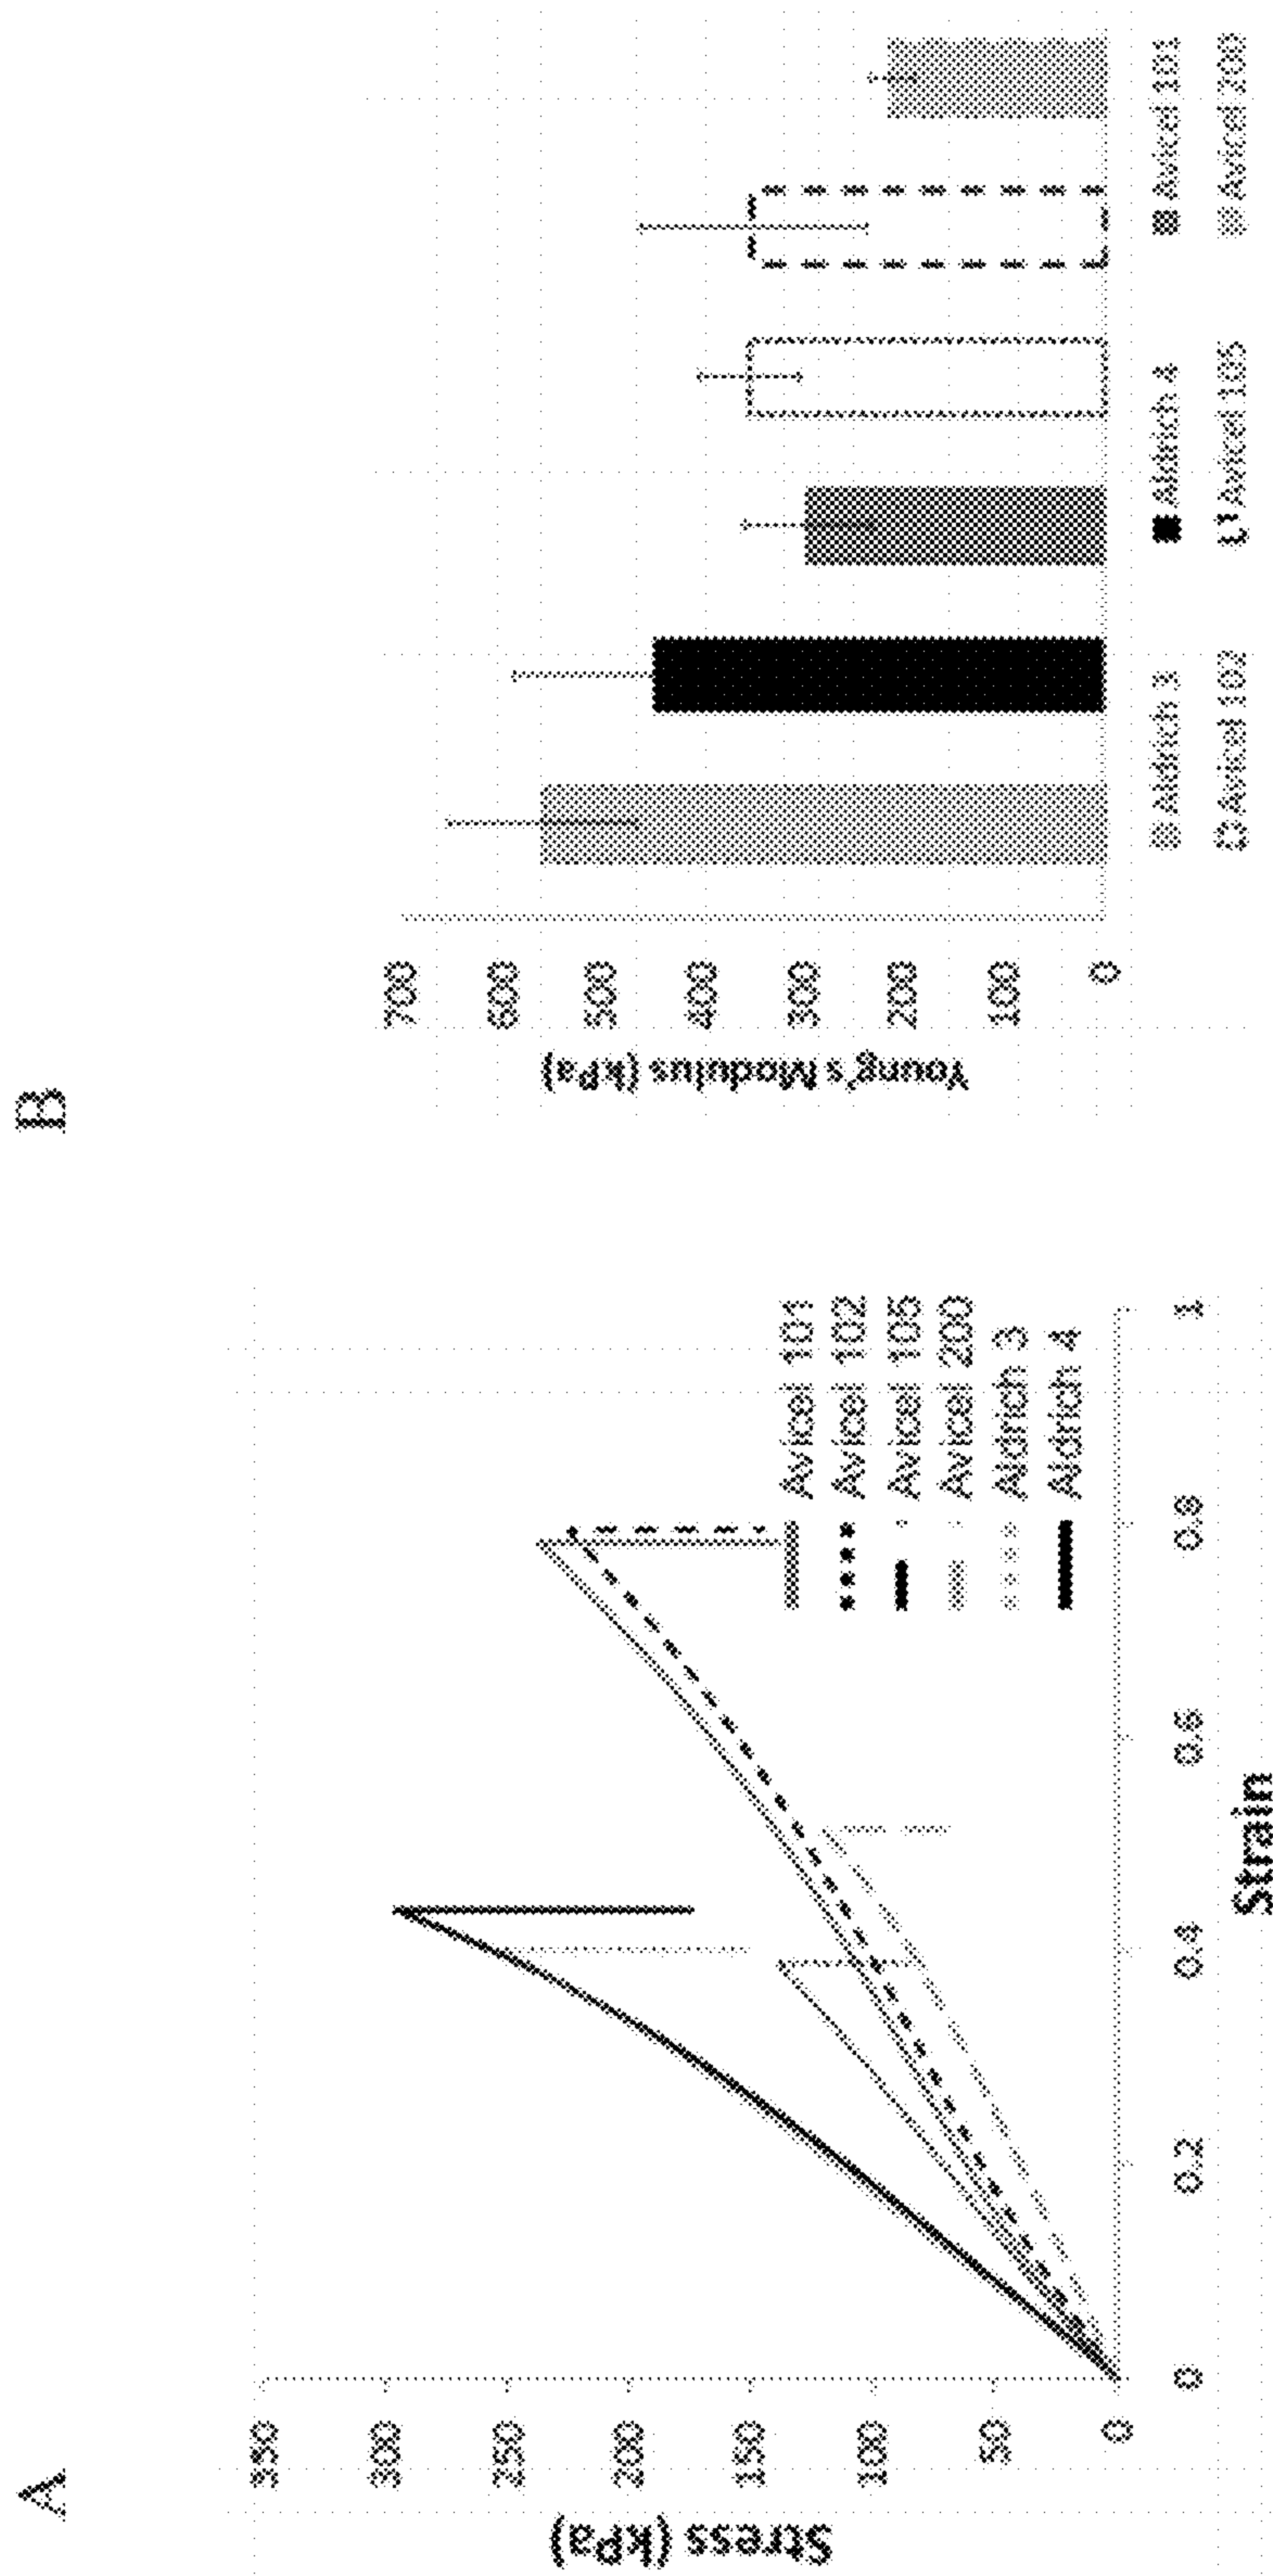 A
Stress (kPa)
350
300
250
200
150
100
50
0
0 0.2 0.4 0.6 0.8 1
Strain
Avicel 101
Avicel 102
Avicel 105
Avicel 200
Aldrich 3
Aldrich 4
B
Young's Modulus (kPa)
700
600
500
400
300
200
100
0
Aldrich 3 Aldrich 4 Avicel 101
Avicel 102 Avicel 105 Avicel 200